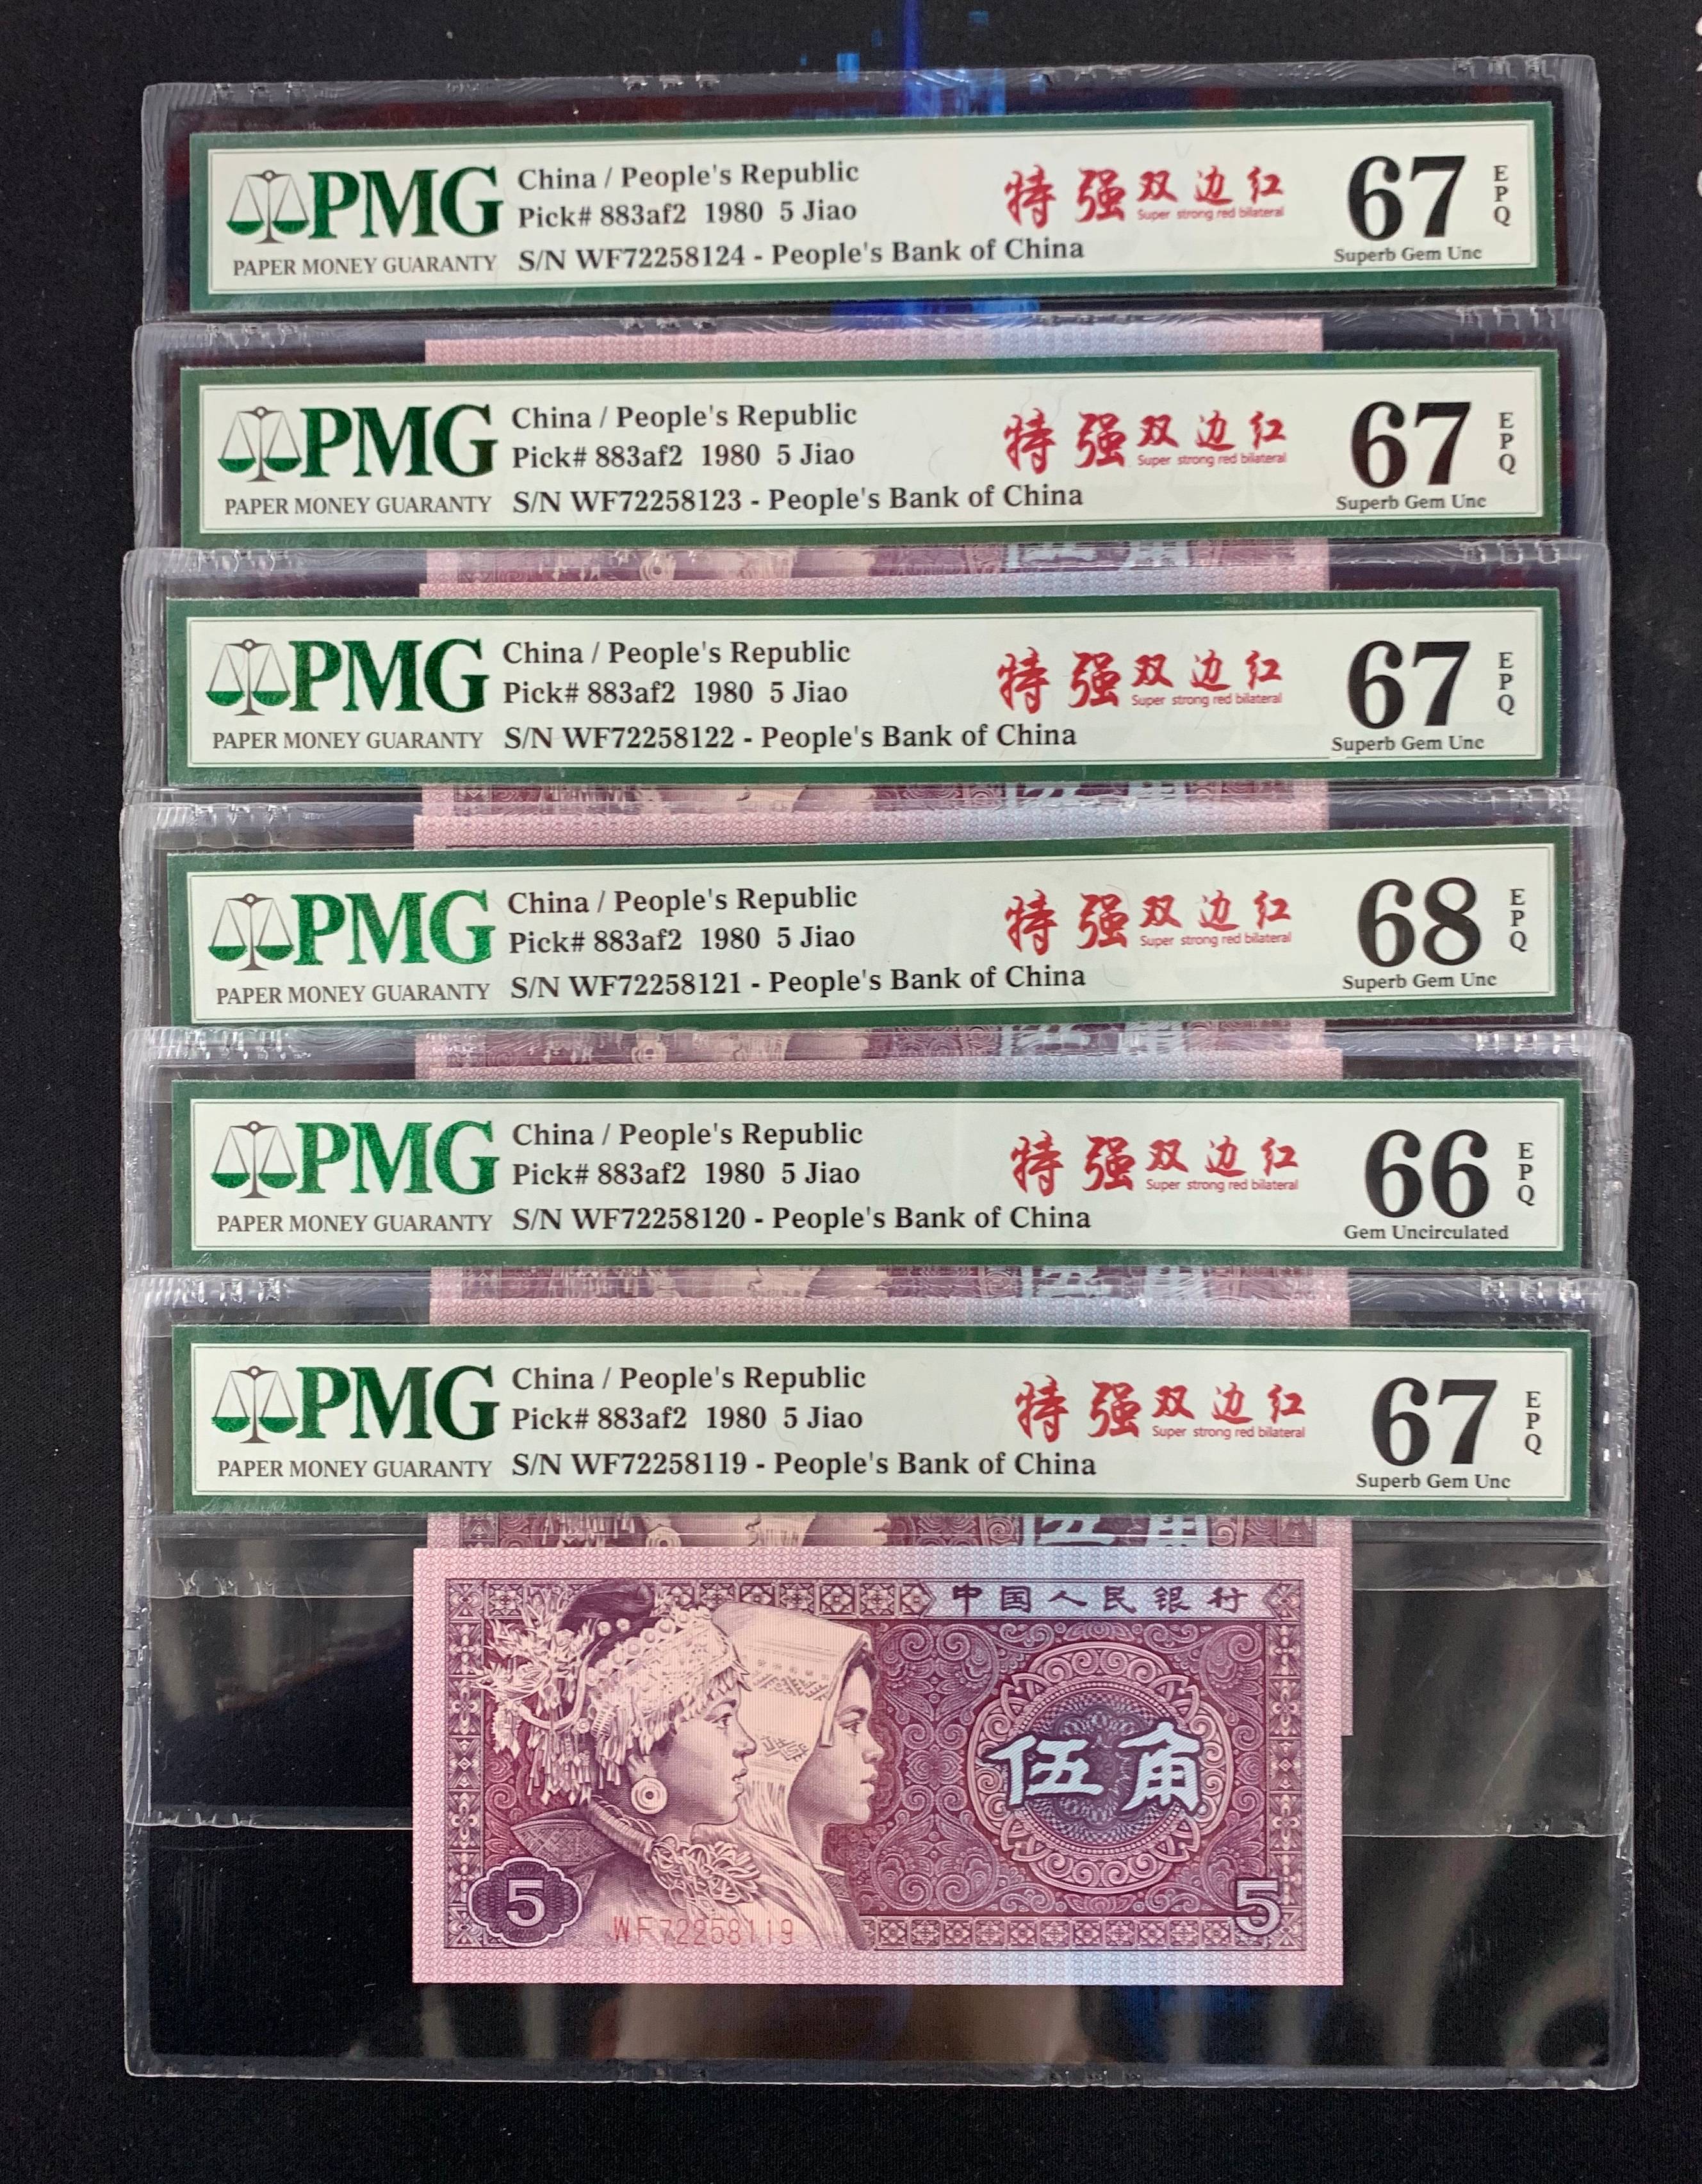 PMG
PAPER MONEY GUARANTY
China / People's Republic
Pick# 883af2 1980 5 Jiao
S/N WF72258124 - People's Bank of China
特强双边红
Super strong red bilateral
67
EPQ
Superb Gem Unc
PMG
PAPER MONEY GUARANTY
China / People's Republic
Pick# 883af2 1980 5 Jiao
S/N WF72258123 - People's Bank of China
特强双边红
Super strong red bilateral
67
EPQ
Superb Gem Unc
PMG
PAPER MONEY GUARANTY
China / People's Republic
Pick# 883af2 1980 5 Jiao
S/N WF72258122 - People's Bank of China
特强双边红
Super strong red bilateral
67
EPQ
Superb Gem Unc
PMG
PAPER MONEY GUARANTY
China / People's Republic
Pick# 883af2 1980 5 Jiao
S/N WF72258121 - People's Bank of China
特强双边红
Super strong red bilateral
68
EPQ
Superb Gem Unc
PMG
PAPER MONEY GUARANTY
China / People's Republic
Pick# 883af2 1980 5 Jiao
S/N WF72258120 - People's Bank of China
特强双边红
Super strong red bilateral
66
EPQ
Gem Uncirculated
PMG
PAPER MONEY GUARANTY
China / People's Republic
Pick# 883af2 1980 5 Jiao
S/N WF72258119 - People's Bank of China
特强双边红
Super strong red bilateral
67
EPQ
Superb Gem Unc
中国人民银行
伍角
5
WF72258119
5